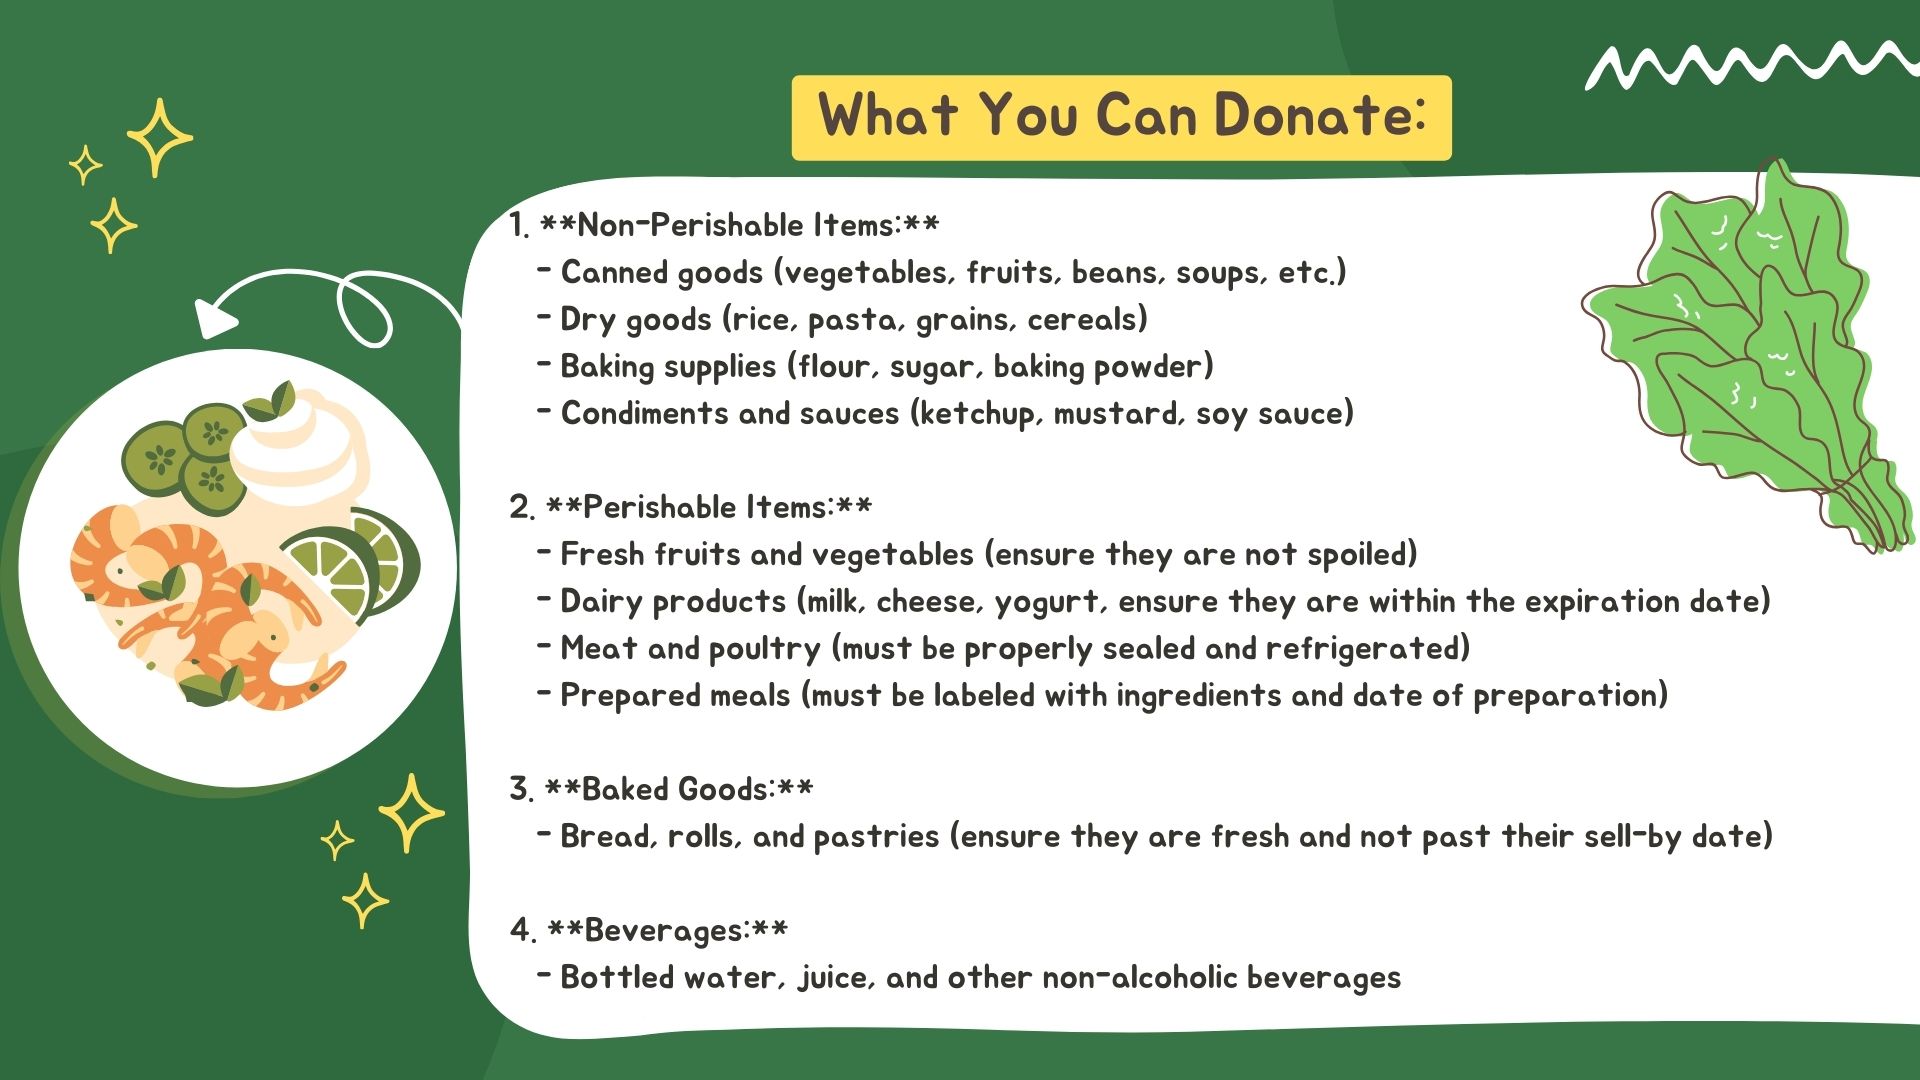 What You Can Donate:
1. **Non-Perishable Items:**
- Canned goods (vegetables, fruits, beans, soups, etc.)
- Dry goods (rice, pasta, grains, cereals)
- Baking supplies (flour, sugar, baking powder)
- Condiments and sauces (ketchup, mustard, soy sauce)
2. **Perishable Items:**
- Fresh fruits and vegetables (ensure they are not spoiled)
- Dairy products (milk, cheese, yogurt, ensure they are within the expiration date)
- Meat and poultry (must be properly sealed and refrigerated)
- Prepared meals (must be labeled with ingredients and date of preparation)
3. **Baked Goods:**
- Bread, rolls, and pastries (ensure they are fresh and not past their sell-by date)
4. **Beverages:**
- Bottled water, juice, and other non-alcoholic beverages